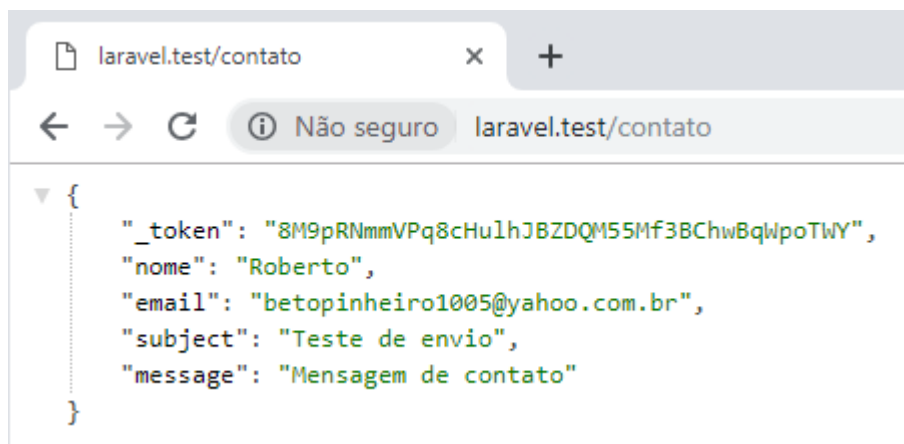 laravel.test/contato
Não seguro laravel.test/contato
{
"_token": "8M9pRNmmVPq8cHulhJBZDQM55Mf3BChwBqWpoTWY",
"nome": "Roberto",
"email": "betopinheiro1005@yahoo.com.br",
"subject": "Teste de envio",
"message": "Mensagem de contato"
}